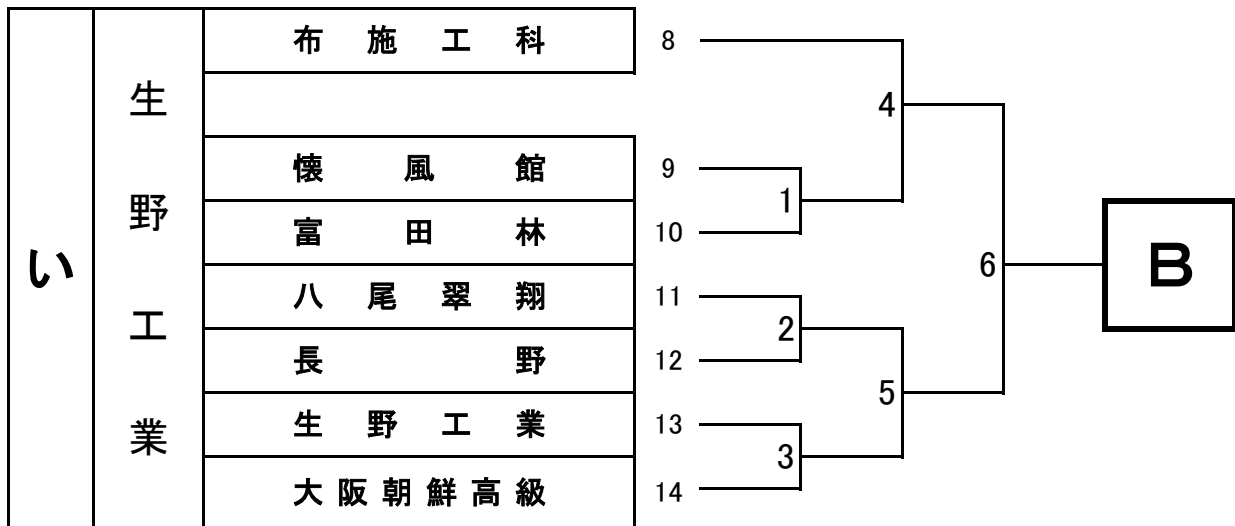 い
生野工業
布施工科 8
懐風館 9
富田林 10
八尾翠翔 11
長野 12
生野工業 13
大阪朝鮮高級 14
1
2
3
4
5
6
B